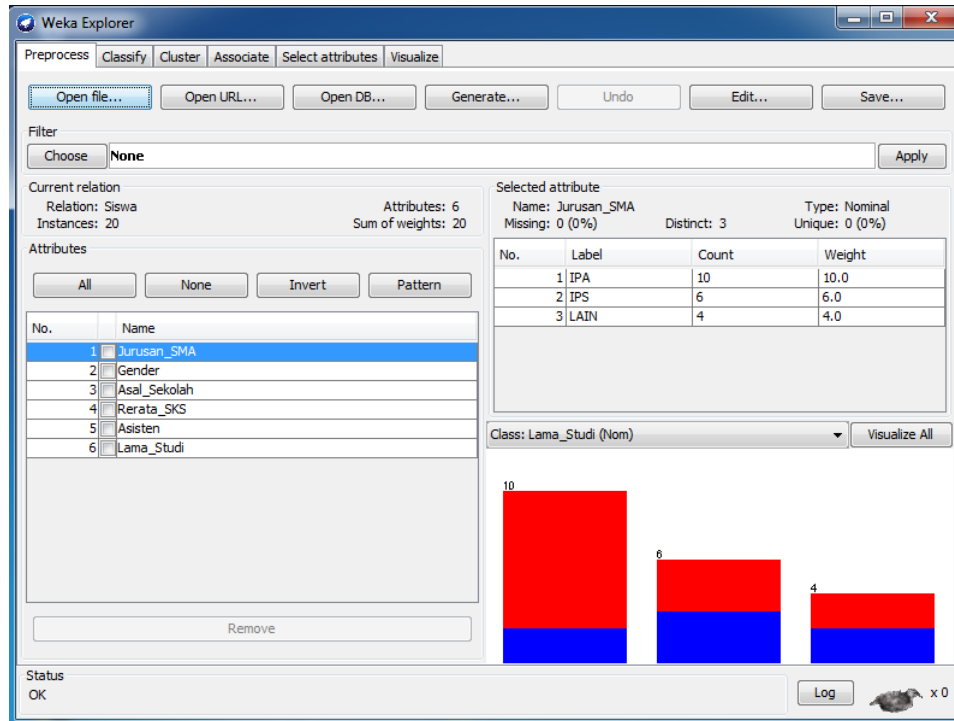 Weka Explorer
Preprocess Classify Cluster Associate Select attributes Visualize
Open file... Open URL... Open DB... Generate... Undo Edit... Save...
Filter
Choose None Apply
Current relation
Relation: Siswa Attributes: 6
Instances: 20 Sum of weights: 20
Attributes
All None Invert Pattern
No. Name
1 Jurusan_SMA
2 Gender
3 Asal_Sekolah
4 Rerata_SKS
5 Asisten
6 Lama_Studi
Remove
Selected attribute
Name: Jurusan_SMA Type: Nominal
Missing: 0 (0%) Distinct: 3 Unique: 0 (0%)
No. Label Count Weight
1 IPA 10 10.0
2 IPS 6 6.0
3 LAIN 4 4.0
Class: Lama_Studi (Nom) Visualize All
10
6
4
Status
OK
Log x 0